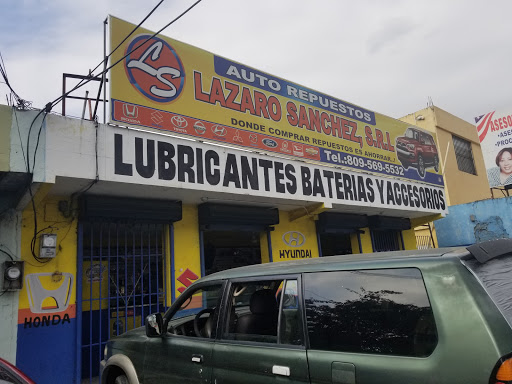 LS
AUTO REPUESTOS
LAZARO SANCHEZ, S.R.L.
DONDE COMPRAR REPUESTOS ES AHORRAR...
Tel.:809-569-5532
LUBRICANTES BATERIAS Y ACCESORIOS
HYUNDAI
HONDA